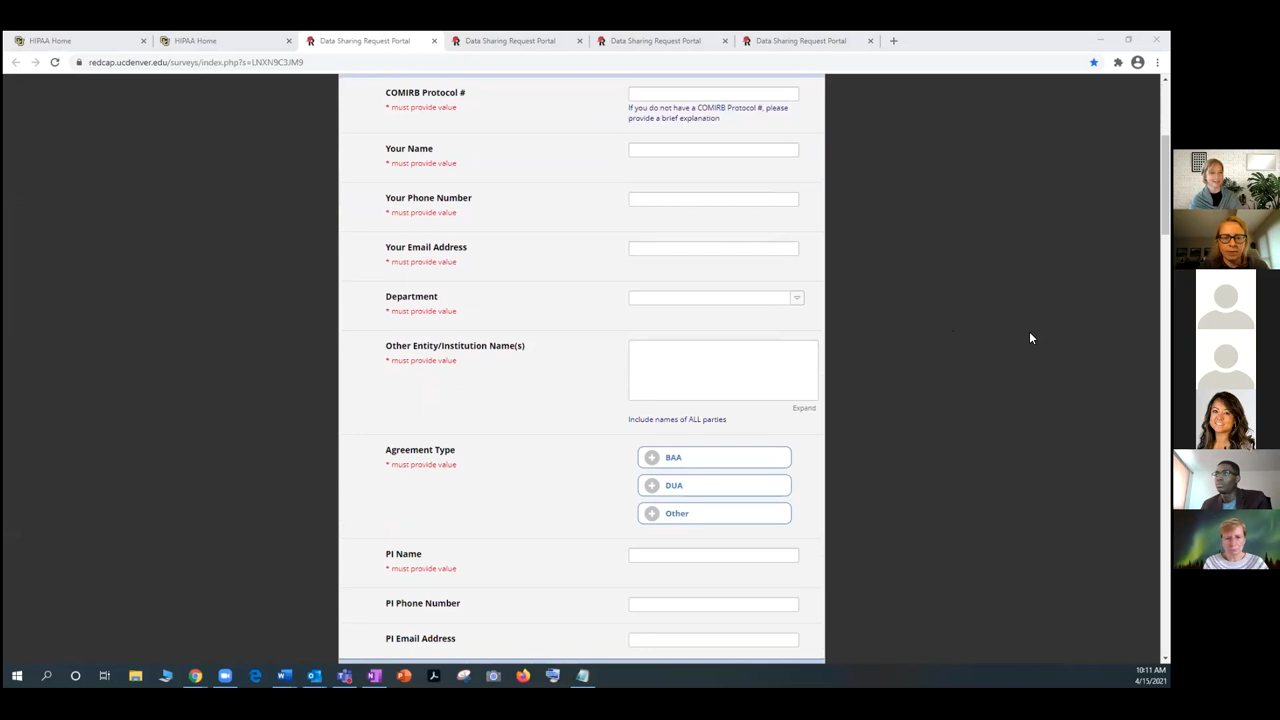 HIPAA Home
HIPAA Home
Data Sharing Request Portal
Data Sharing Request Portal
Data Sharing Request Portal
Data Sharing Request Portal
redcap.ucdenver.edu/surveys/index.php?s=LNXN9C3JM9
COMIRB Protocol #
* must provide value
If you do not have a COMIRB Protocol #, please
provide a brief explanation
Your Name
* must provide value
Your Phone Number
* must provide value
Your Email Address
* must provide value
Department
* must provide value
Other Entity/Institution Name(s)
* must provide value
Expand
Include names of ALL parties
Agreement Type
* must provide value
BAA
DUA
Other
PI Name
* must provide value
PI Phone Number
PI Email Address
10:11 AM
4/15/2021